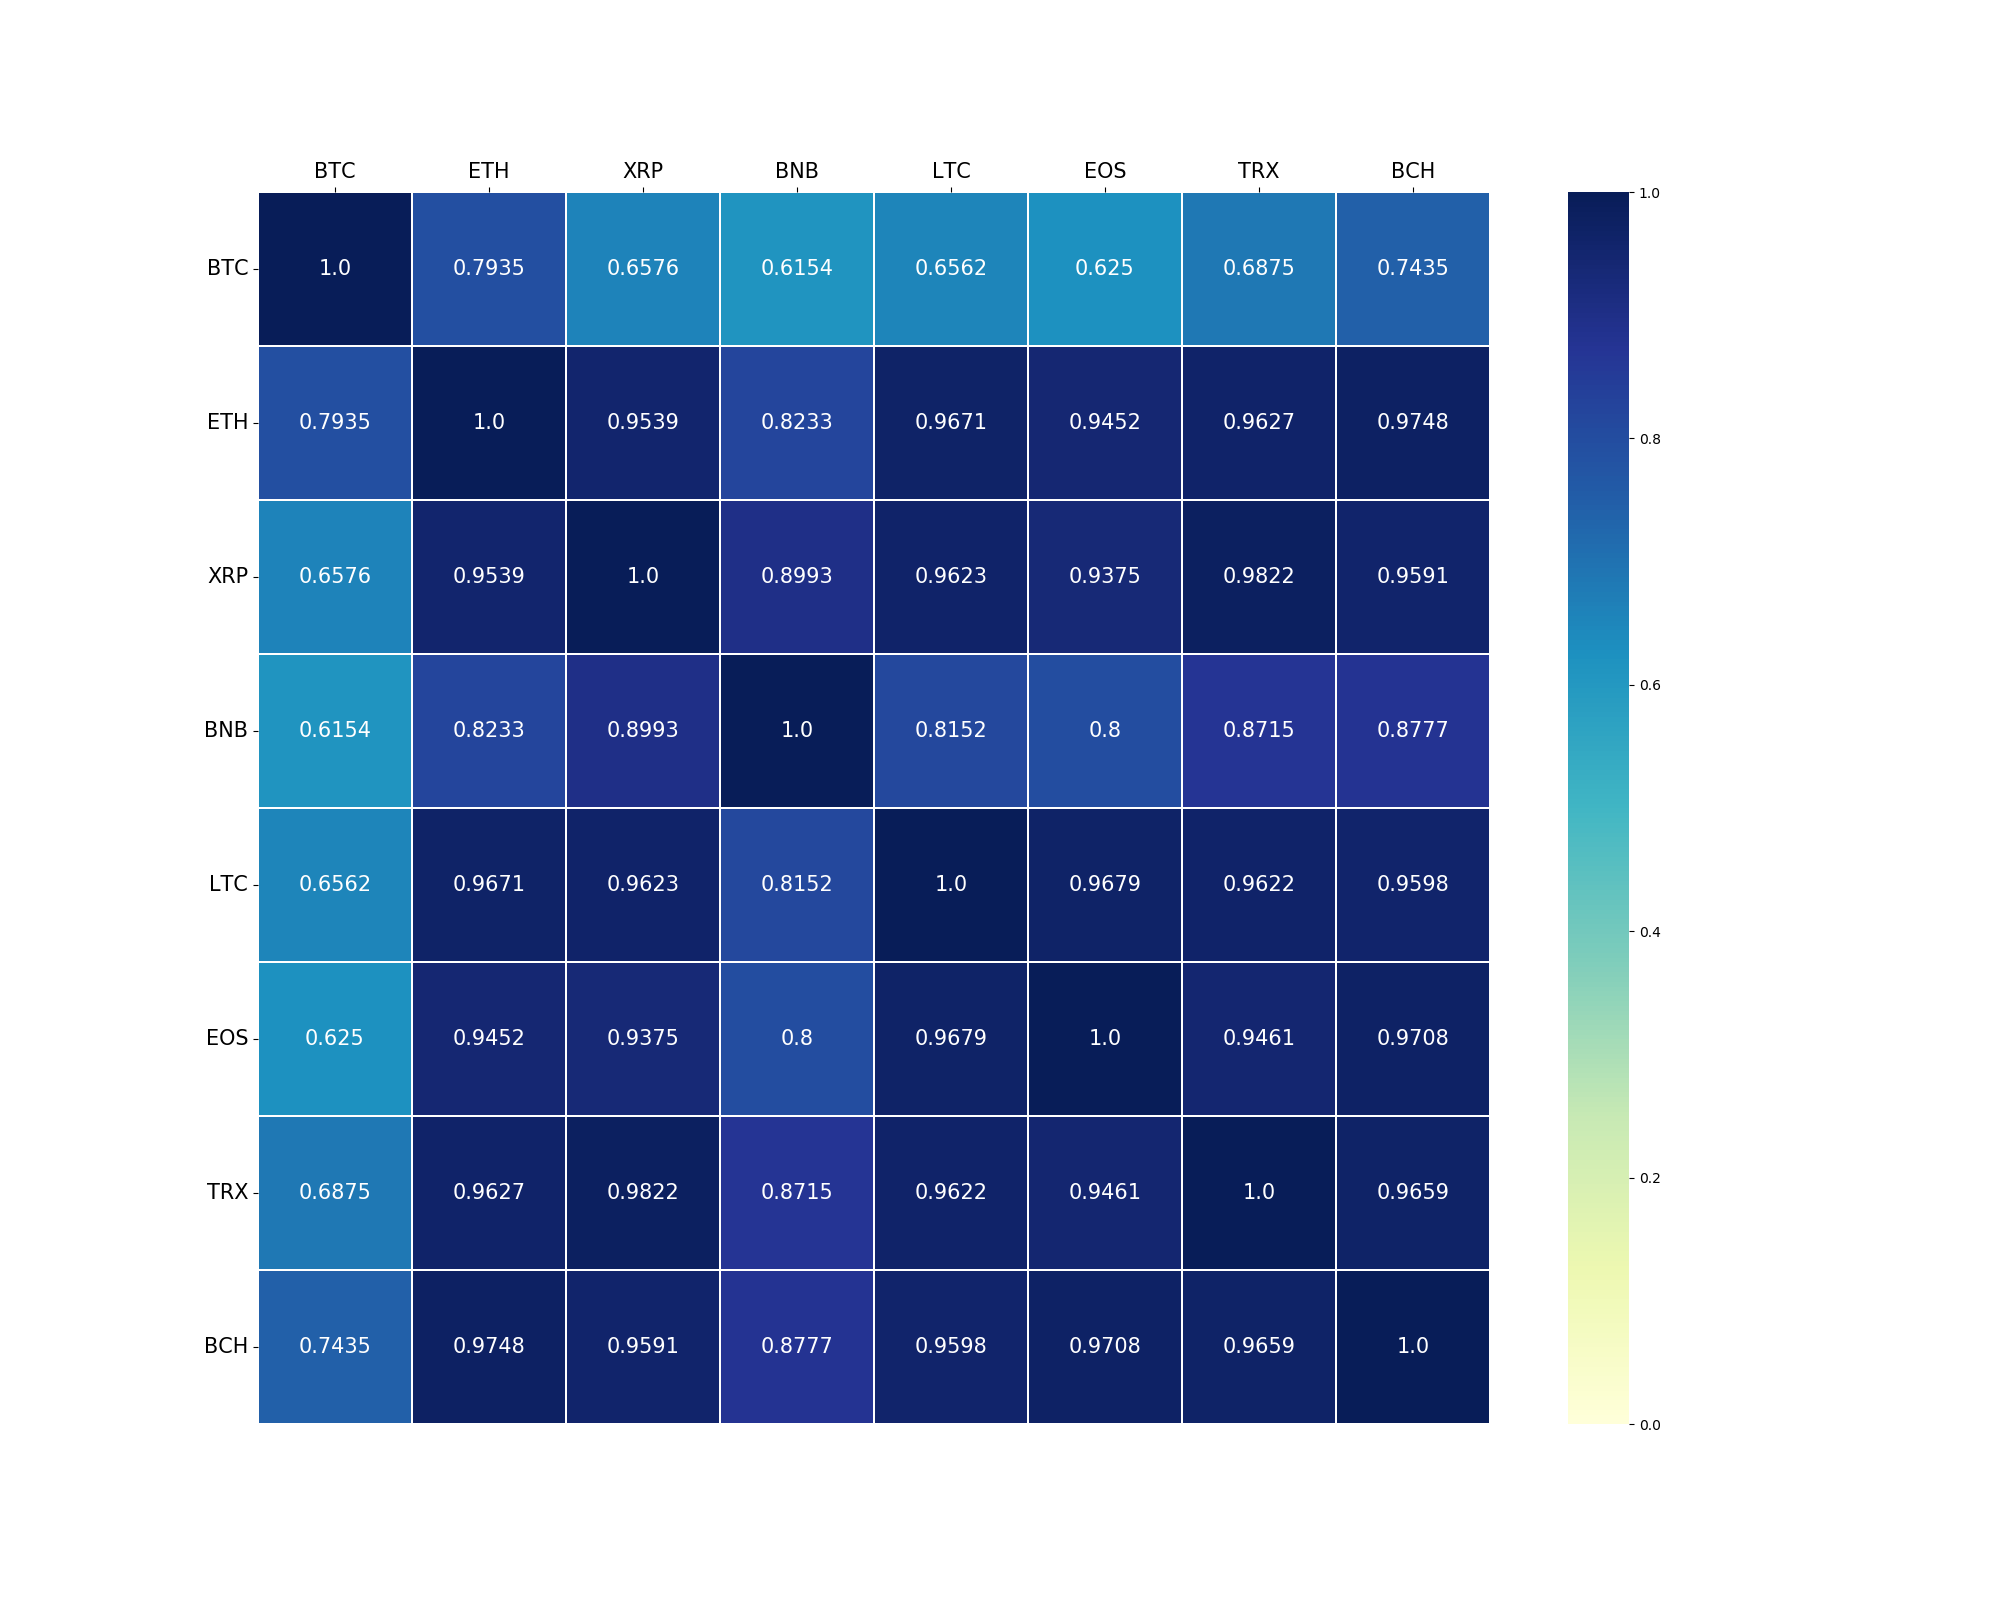 BTC ETH XRP BNB LTC EOS TRX BCH
1.0
BTC 1.0 0.7935 0.6576 0.6154 0.6562 0.625 0.6875 0.7435
ETH 0.7935 1.0 0.9539 0.8233 0.9671 0.9452 0.9627 0.9748
0.8
XRP 0.6576 0.9539 1.0 0.8993 0.9623 0.9375 0.9822 0.9591
0.6
BNB 0.6154 0.8233 0.8993 1.0 0.8152 0.8 0.8715 0.8777
LTC 0.6562 0.9671 0.9623 0.8152 1.0 0.9679 0.9622 0.9598
0.4
EOS 0.625 0.9452 0.9375 0.8 0.9679 1.0 0.9461 0.9708
0.2
TRX 0.6875 0.9627 0.9822 0.8715 0.9622 0.9461 1.0 0.9659
BCH 0.7435 0.9748 0.9591 0.8777 0.9598 0.9708 0.9659 1.0
0.0